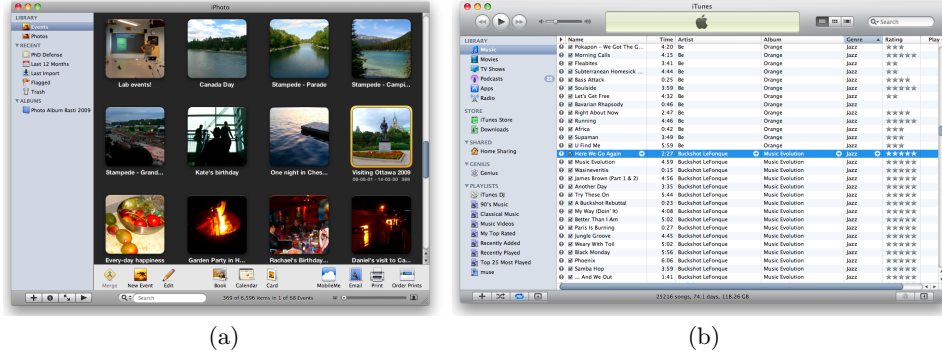 iPhoto
LIBRARY
Events
Photos
RECENT
PhD Defense
Last 12 Months
Last Import
Flagged
Trash
ALBUMS
Photo Album Basti 2009
Lab events!
Canada Day
Stampede - Parade
Stampede - Campi...
Stampede - Grand...
Kate's birthday
One night in Ches...
Visiting Ottawa 2009
Every-day happiness
Garden Party in H...
Rachael's Birthday...
Daniel's visit to Ca...
Merge New Event Edit Book Calendar Card MobileMe Email Print Order Prints
Search
369 of 6,596 items in 1 of 68 Events
(a)
iTunes
Search
LIBRARY
Music
Movies
TV Shows
Podcasts
Apps
Radio
STORE
iTunes Store
Downloads
SHARED
Home Sharing
GENIUS
Genius
PLAYLISTS
iTunes DJ
90's Music
Classical Music
Music Videos
My Top Rated
Recently Added
Recently Played
Top 25 Most Played
muse
Name Time Artist Album Genre Rating Play
Pokapon - We Got The G... 4:20 Be Orange Jazz
Morning Calls 4:15 Be Orange Jazz
Fleabites 3:41 Be Orange Jazz
Subterranean Homesick ... 4:44 Be Orange Jazz
Bass Attack 0:25 Be Orange Jazz
Soulside 3:59 Be Orange Jazz
Let's Get Free 4:32 Be Orange Jazz
Bavarian Rhapsody 0:46 Be Orange Jazz
Right About Now 2:47 Be Orange Jazz
Running 4:48 Be Orange Jazz
Africa 0:42 Be Orange Jazz
Supaman 3:49 Be Orange Jazz
U Find Me 5:59 Be Orange Jazz
Here We Go Again 2:27 Buckshot LeFonque Music Evolution Jazz
Music Evolution 4:59 Buckshot LeFonque Music Evolution Jazz
Wasineveritis 0:15 Buckshot LeFonque Music Evolution Jazz
James Brown (Part 1 & 2) 4:56 Buckshot LeFonque Music Evolution Jazz
Another Day 3:35 Buckshot LeFonque Music Evolution Jazz
Try These On 5:44 Buckshot LeFonque Music Evolution Jazz
A Buckshot Rebuttal 0:23 Buckshot LeFonque Music Evolution Jazz
My Way (Doin' It) 4:08 Buckshot LeFonque Music Evolution Jazz
Better Than I Am 5:02 Buckshot LeFonque Music Evolution Jazz
Paris Is Burning 0:27 Buckshot LeFonque Music Evolution Jazz
Jungle Groove 4:45 Buckshot LeFonque Music Evolution Jazz
Weary With Toil 5:02 Buckshot LeFonque Music Evolution Jazz
Black Monday 5:56 Buckshot LeFonque Music Evolution Jazz
Phoenix 6:06 Buckshot LeFonque Music Evolution Jazz
Samba Hop 3:59 Buckshot LeFonque Music Evolution Jazz
... And We Out 1:41 Buckshot LeFonque Music Evolution Jazz
25216 songs, 74.1 days, 118.26 GB
(b)